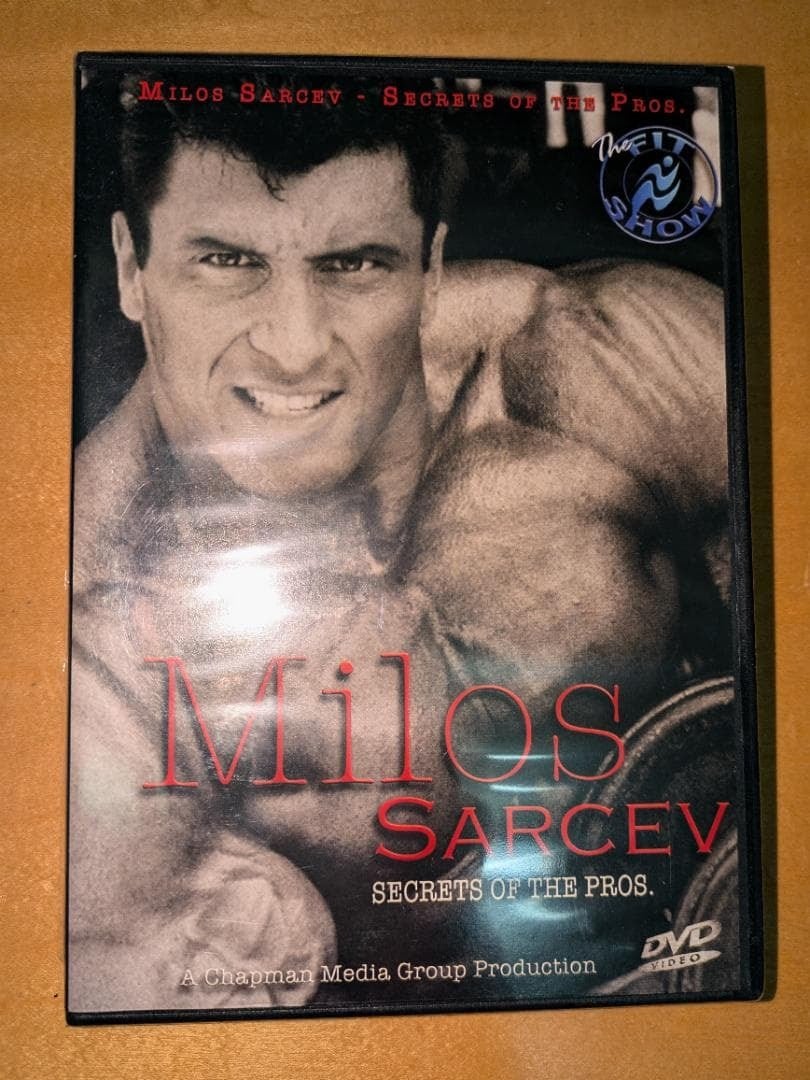 MILOS SARCEV - SECRETS OF THE PROS.
The FIT SHOW
Milos
SARCEV
SECRETS OF THE PROS.
A Chapman Media Group Production
DVD
VIDEO